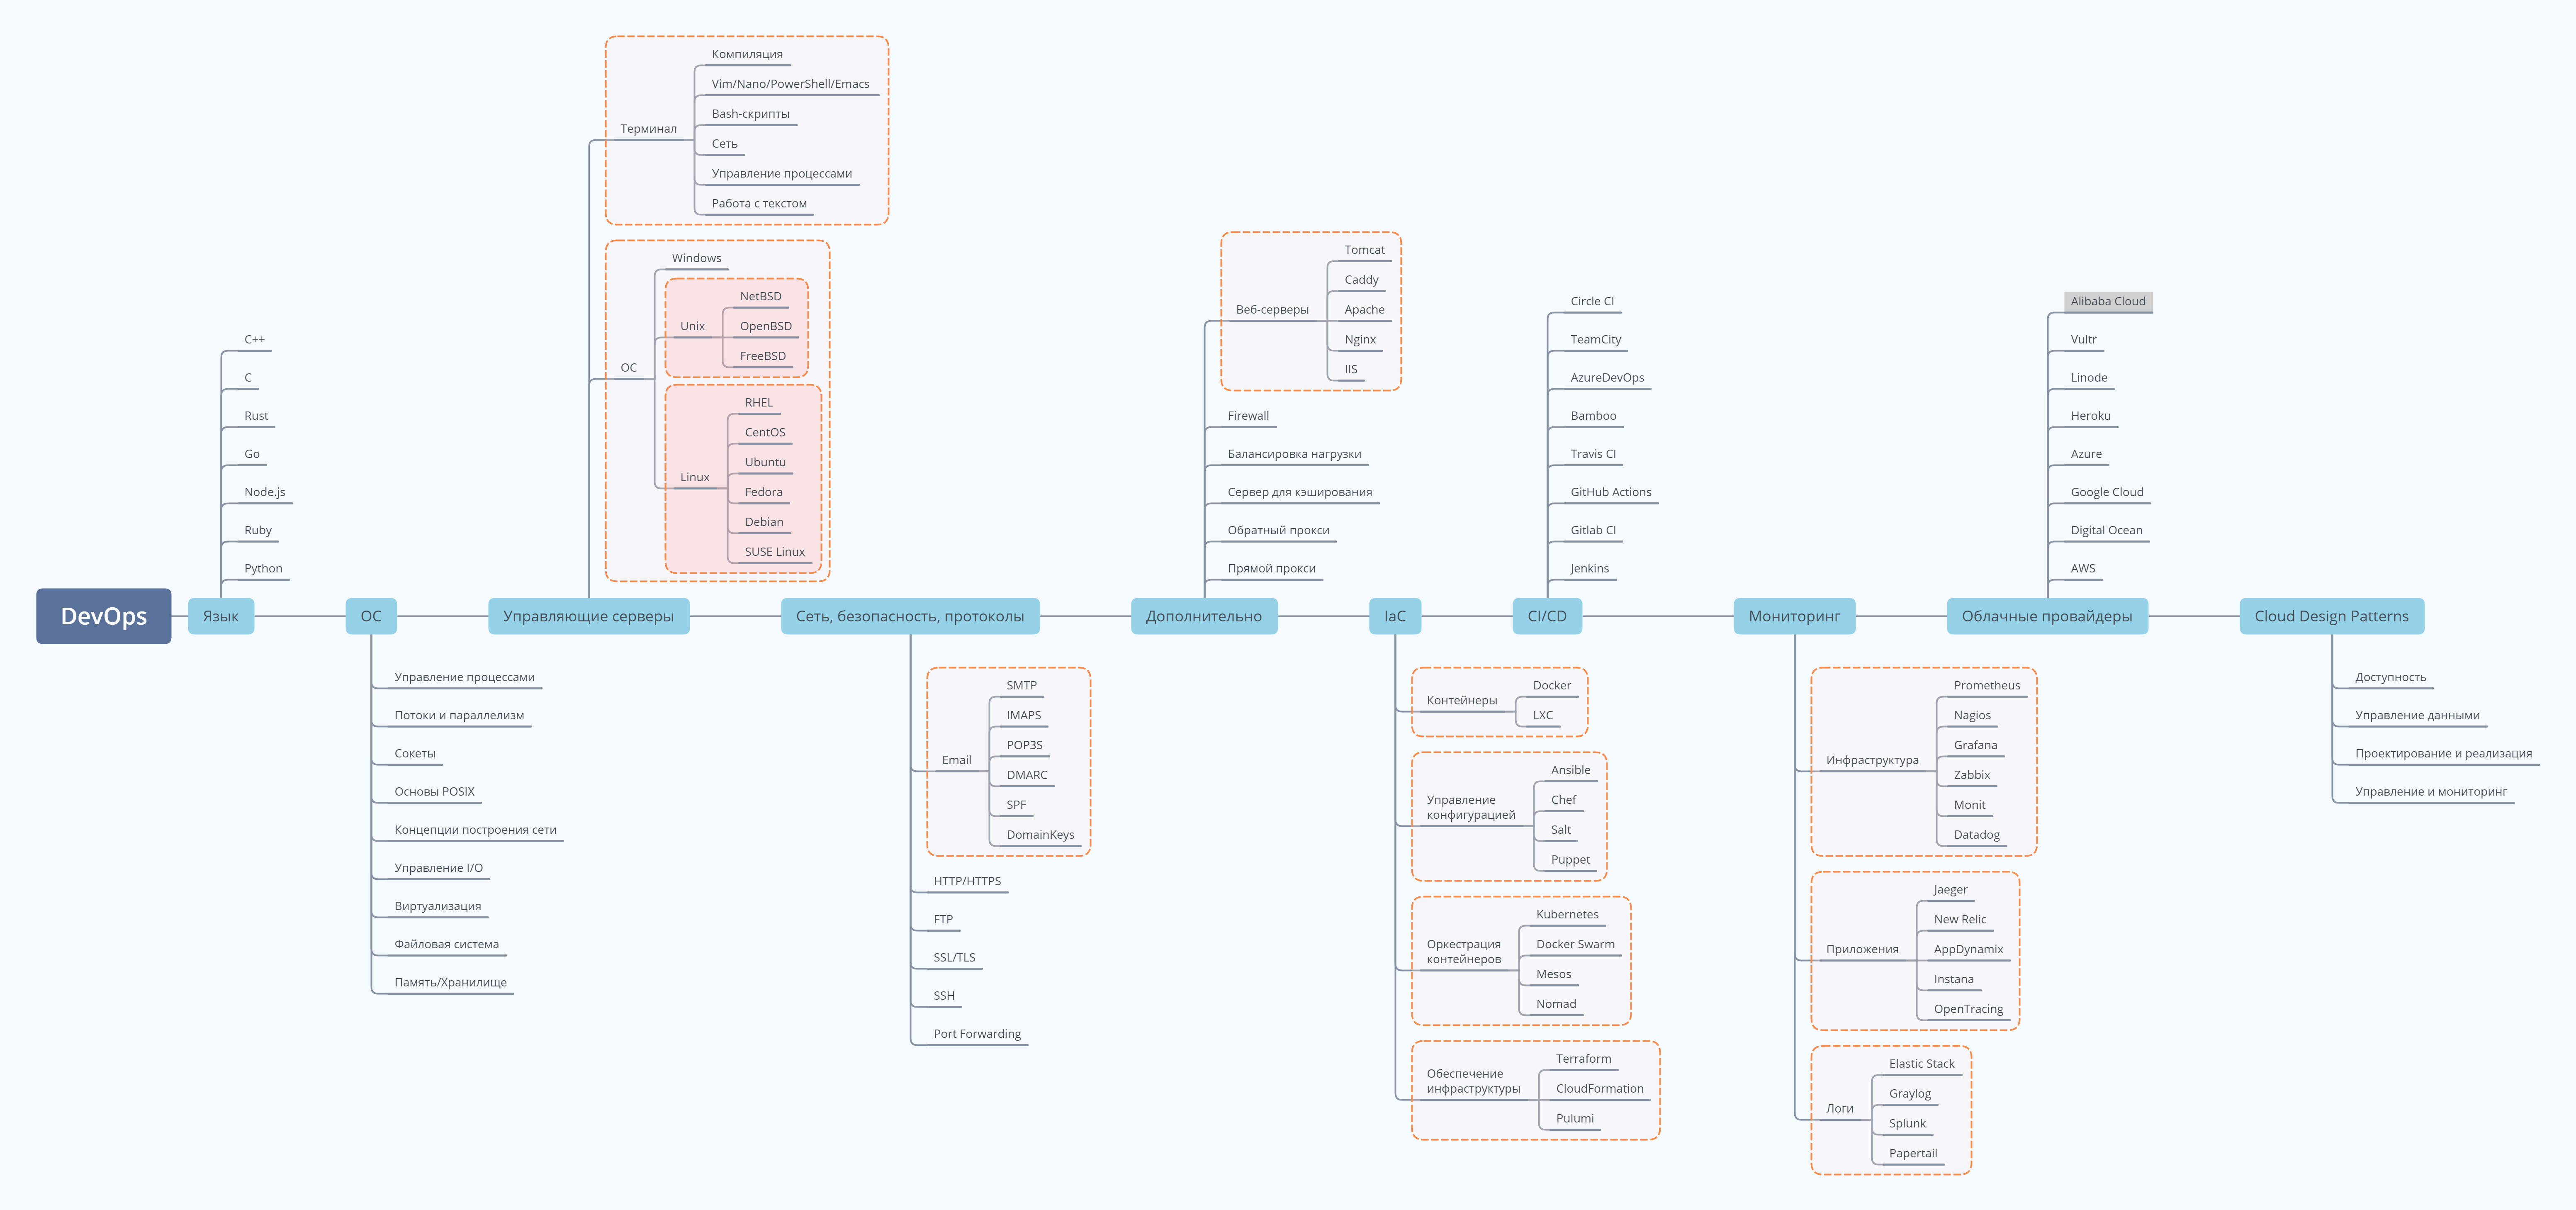 DevOps
Язык
C++
C
Rust
Go
Node.js
Ruby
Python
ОС
Управление процессами
Потоки и параллелизм
Сокеты
Основы POSIX
Концепции построения сети
Управление I/O
Виртуализация
Файловая система
Память/Хранилище
Управляющие серверы
Терминал
Компиляция
Vim/Nano/PowerShell/Emacs
Bash-скрипты
Сеть
Управление процессами
Работа с текстом
ОС
Windows
Unix
NetBSD
OpenBSD
FreeBSD
Linux
RHEL
CentOS
Ubuntu
Fedora
Debian
SUSE Linux
Сеть, безопасность, протоколы
Email
SMTP
IMAPS
POP3S
DMARC
SPF
DomainKeys
HTTP/HTTPS
FTP
SSL/TLS
SSH
Port Forwarding
Дополнительно
Веб-серверы
Tomcat
Caddy
Apache
Nginx
IIS
Firewall
Балансировка нагрузки
Сервер для кэширования
Обратный прокси
Прямой прокси
IaC
Контейнеры
Docker
LXC
Управление
конфигурацией
Ansible
Chef
Salt
Puppet
Оркестрация
контейнеров
Kubernetes
Docker Swarm
Mesos
Nomad
Обеспечение
инфраструктуры
Terraform
CloudFormation
Pulumi
CI/CD
Circle CI
TeamCity
AzureDevOps
Bamboo
Travis CI
GitHub Actions
Gitlab CI
Jenkins
Мониторинг
Инфраструктура
Prometheus
Nagios
Grafana
Zabbix
Monit
Datadog
Приложения
Jaeger
New Relic
AppDynamix
Instana
OpenTracing
Логи
Elastic Stack
Graylog
Splunk
Papertail
Облачные провайдеры
Alibaba Cloud
Vultr
Linode
Heroku
Azure
Google Cloud
Digital Ocean
AWS
Cloud Design Patterns
Доступность
Управление данными
Проектирование и реализация
Управление и мониторинг